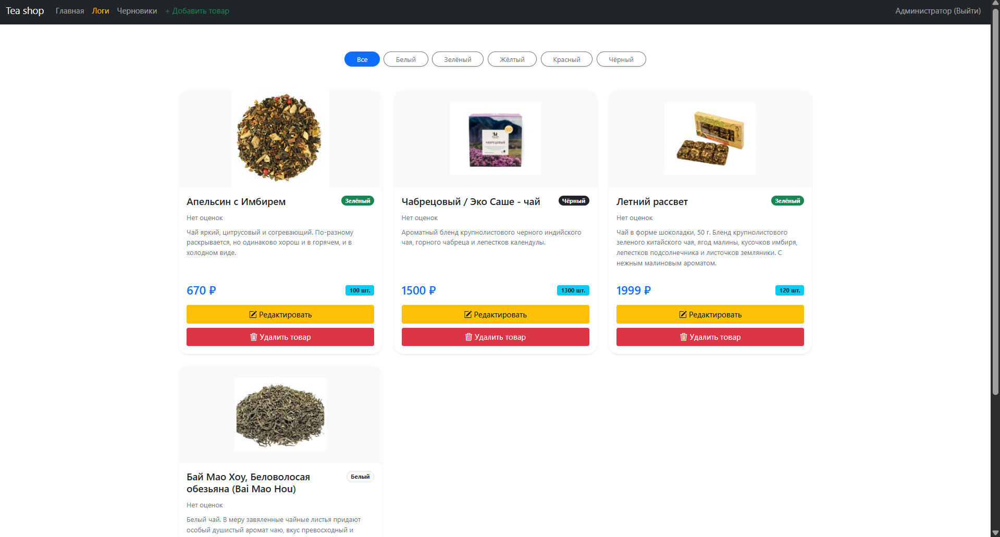 Tea shop Главная Логи Черновики + Добавить товар Администратор (Выйти)
Все Белый Зелёный Жёлтый Красный Чёрный
ЧАБРЕЦОВЫЙ
Апельсин с Имбирем Зелёный
Нет оценок
Чай яркий, цитрусовый и согревающий. По-разному
раскрывается, но одинаково хорош и в горячем, и в
холодном виде.
670 ₽ 100 шт.
Редактировать
Удалить товар
Чабрецовый / Эко Саше - чай Чёрный
Нет оценок
Ароматный бленд крупнолистового черного индийского
чая, горного чабреца и лепестков календулы.
1500 ₽ 1300 шт.
Редактировать
Удалить товар
Летний рассвет Зелёный
Нет оценок
Чай в форме шоколадки, 50 г. Бленд крупнолистового
зеленого китайского чая, ягод малины, кусочков имбиря,
лепестков подсолнечника и листочков земляники. С
нежным малиновым ароматом.
1999 ₽ 120 шт.
Редактировать
Удалить товар
Бай Мао Хоу, Беловолосая Белый
обезьяна (Bai Mao Hou)
Нет оценок
Белый чай. В меру завяленные чайные листья придают
особый душистый аромат чаю, вкус превосходный и